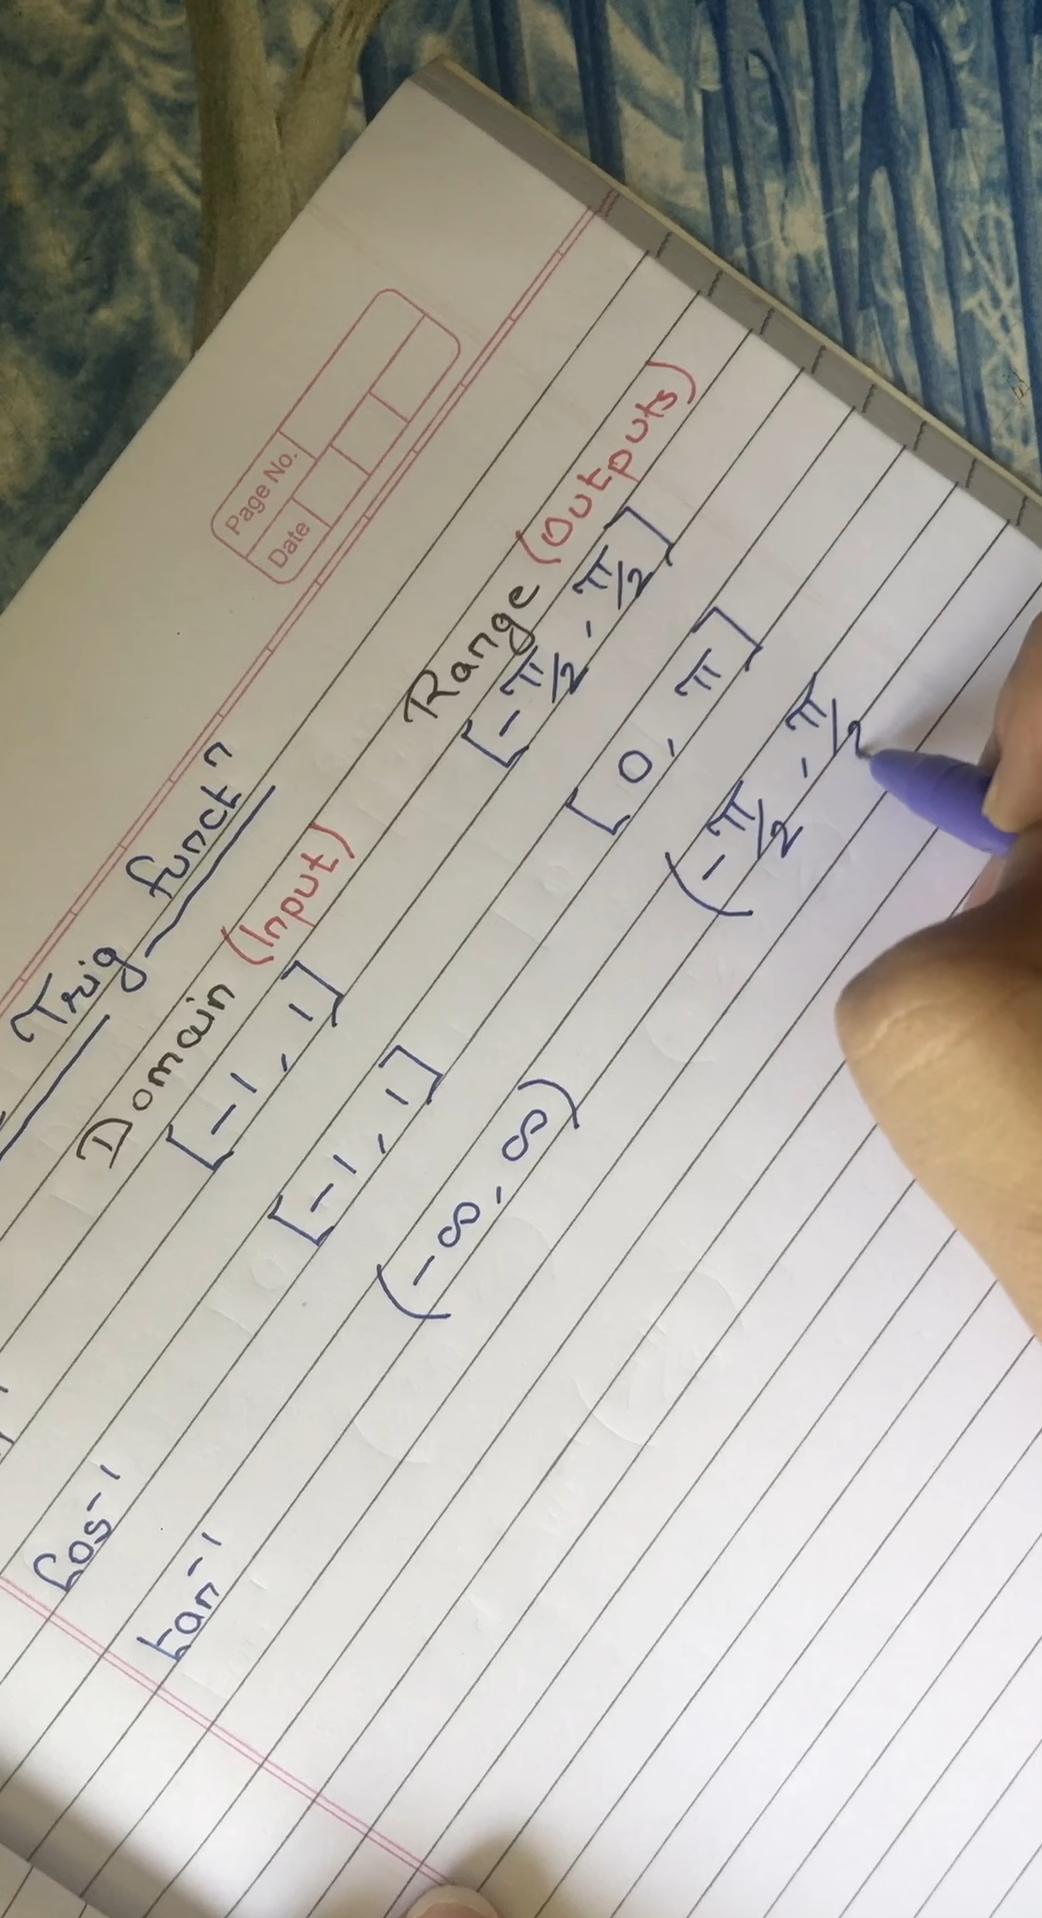 Page No.
Date
Trig functⁿ
Domain (Input) Range (Outputs)
[-1, 1] [-π/2, π/2]
cos⁻¹ [-1, 1] [0, π]
tan⁻¹ (-∞, ∞) (-π/2, π/2